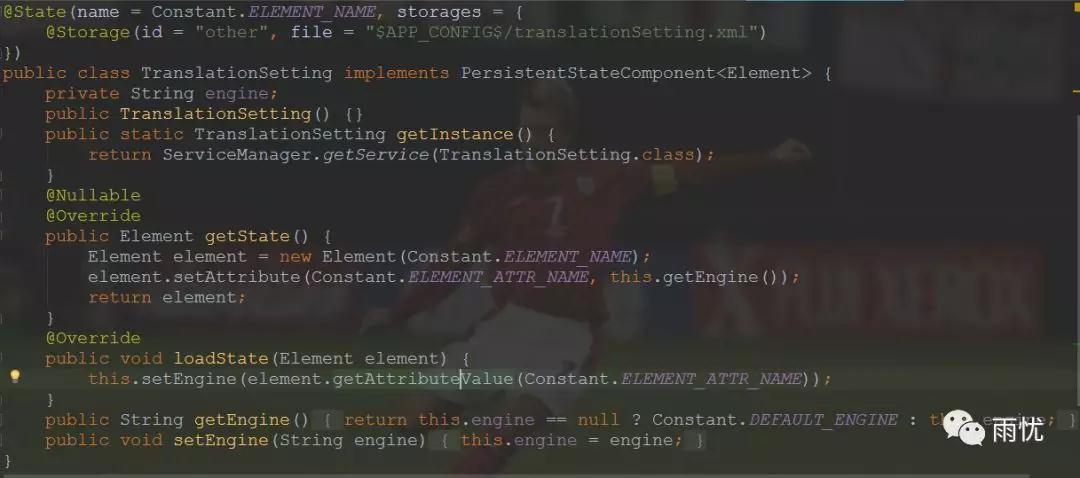 @State(name = Constant.ELEMENT_NAME, storages = {
    @Storage(id = "other", file = "$APP_CONFIG$/translationSetting.xml")
})
public class TranslationSetting implements PersistentStateComponent<Element> {
    private String engine;
    public TranslationSetting() {}
    public static TranslationSetting getInstance() {
        return ServiceManager.getService(TranslationSetting.class);
    }
    @Nullable
    @Override
    public Element getState() {
        Element element = new Element(Constant.ELEMENT_NAME);
        element.setAttribute(Constant.ELEMENT_ATTR_NAME, this.getEngine());
        return element;
    }
    @Override
    public void loadState(Element element) {
        this.setEngine(element.getAttributeValue(Constant.ELEMENT_ATTR_NAME));
    }
    public String getEngine() { return this.engine == null ? Constant.DEFAULT_ENGINE : engine; }
    public void setEngine(String engine) { this.engine = engine; }
}
雨忧